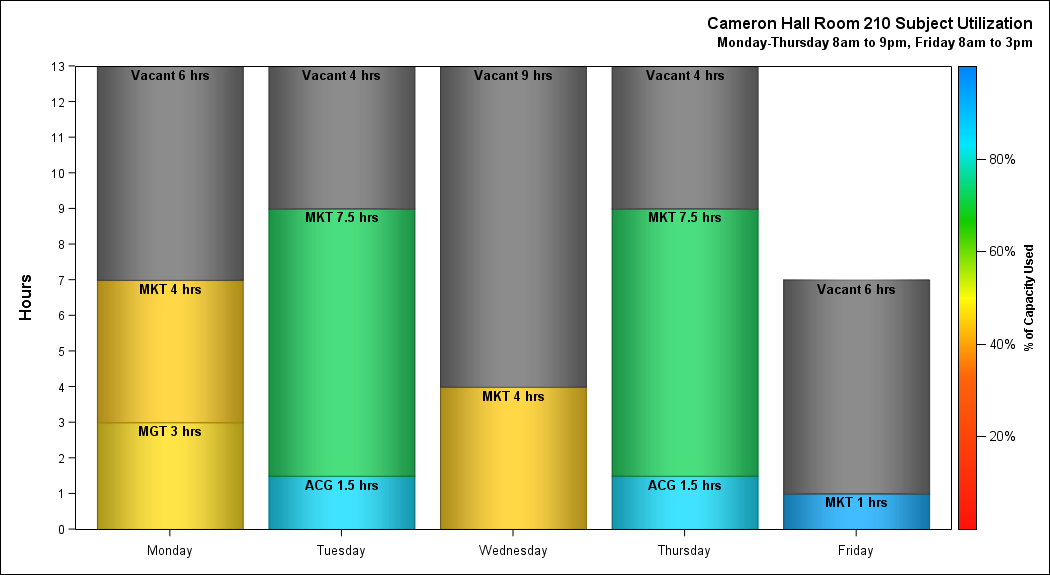 Cameron Hall Room 210 Subject Utilization
Monday-Thursday 8am to 9pm, Friday 8am to 3pm
Hours
13
12
11
10
9
8
7
6
5
4
3
2
1
0
Vacant 6 hrs
MKT 4 hrs
MGT 3 hrs
Vacant 4 hrs
MKT 7.5 hrs
ACG 1.5 hrs
Vacant 9 hrs
MKT 4 hrs
Vacant 4 hrs
MKT 7.5 hrs
ACG 1.5 hrs
Vacant 6 hrs
MKT 1 hrs
Monday
Tuesday
Wednesday
Thursday
Friday
80%
60%
40%
20%
% of Capacity Used